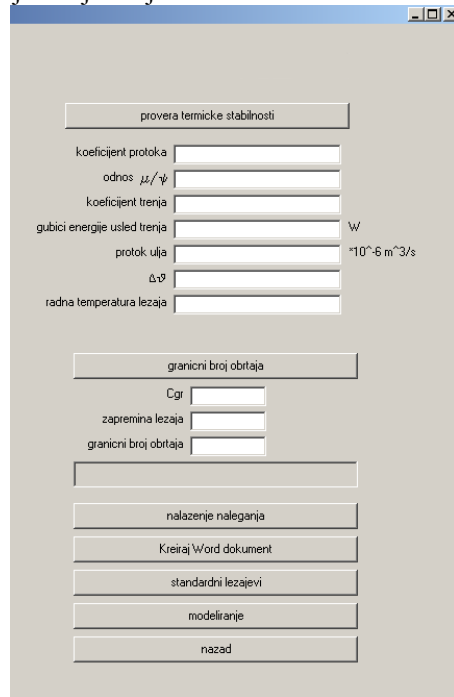 provera termicke stabilnosti
koeficijent protoka
odnos μ/ψ
koeficijent trenja
gubici energije usled trenja W
protok ulja *10^-6 m^3/s
Δϑ
radna temperatura lezaja
granicni broj obrtaja
Cgr
zapremina lezaja
granicni broj obrtaja
nalazenje naleganja
Kreiraj Word dokument
standardni lezajevi
modeliranje
nazad